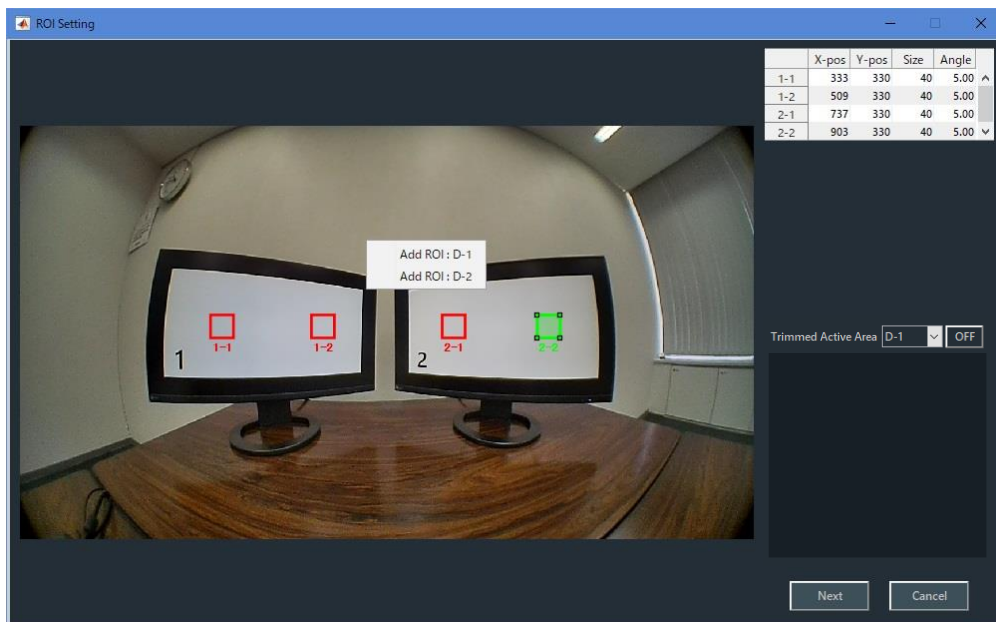 ROI Setting
X-pos Y-pos Size Angle
1-1 333 330 40 5.00
1-2 509 330 40 5.00
2-1 737 330 40 5.00
2-2 903 330 40 5.00
Add ROI : D-1
Add ROI : D-2
1-1 1-2 2-1 2-2
1 2
Trimmed Active Area D-1 OFF
Next Cancel